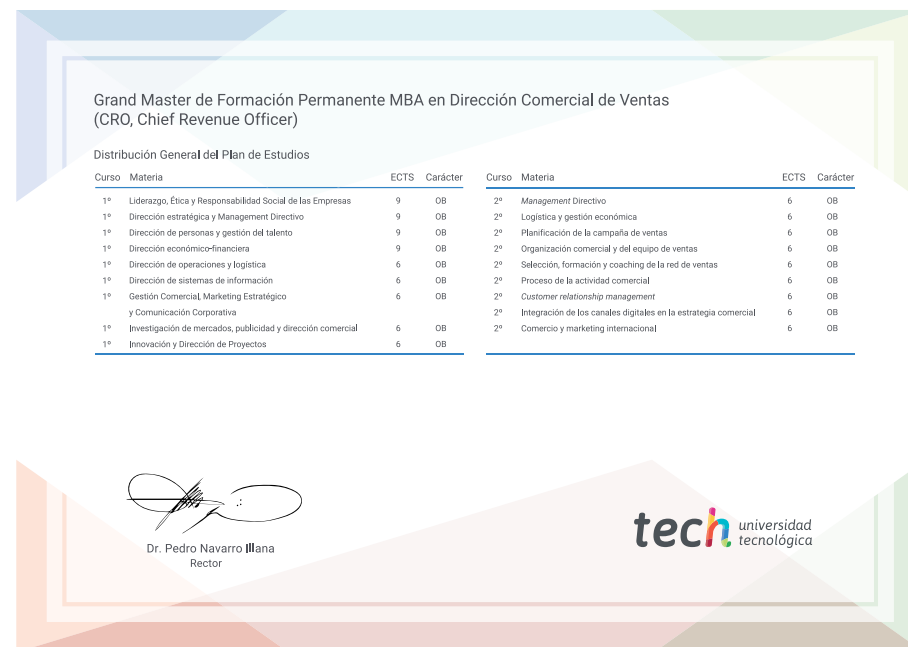 Grand Master de Formación Permanente MBA en Dirección Comercial de Ventas
(CRO, Chief Revenue Officer)
Distribución General del Plan de Estudios
Curso Materia ECTS Carácter
1º Liderazgo, Ética y Responsabilidad Social de las Empresas 9 OB
1º Dirección estratégica y Management Directivo 9 OB
1º Dirección de personas y gestión del talento 9 OB
1º Dirección económico-financiera 9 OB
1º Dirección de operaciones y logística 6 OB
1º Dirección de sistemas de información 6 OB
1º Gestión Comercial, Marketing Estratégico 6 OB
y Comunicación Corporativa
1º Investigación de mercados, publicidad y dirección comercial 6 OB
1º Innovación y Dirección de Proyectos 6 OB
Curso Materia ECTS Carácter
2º Management Directivo 6 OB
2º Logística y gestión económica 6 OB
2º Planificación de la campaña de ventas 6 OB
2º Organización comercial y del equipo de ventas 6 OB
2º Selección, formación y coaching de la red de ventas 6 OB
2º Proceso de la actividad comercial 6 OB
2º Customer relationship management 6 OB
2º Integración de los canales digitales en la estrategia comercial 6 OB
2º Comercio y marketing internacional 6 OB
Dr. Pedro Navarro Illana
Rector
tech universidad
tecnológica